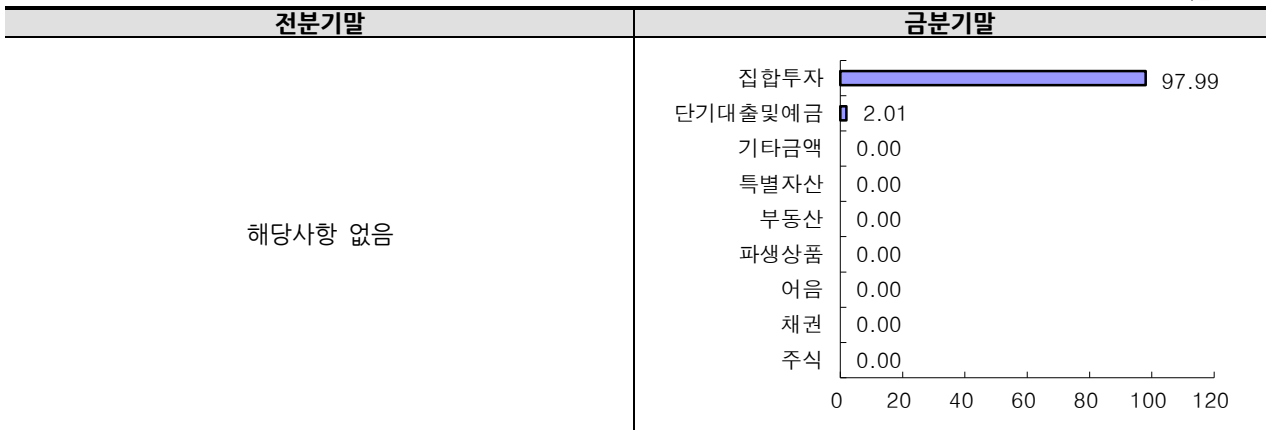 전분기말
금분기말
해당사항 없음
집합투자 97.99
단기대출및예금 2.01
기타금액 0.00
특별자산 0.00
부동산 0.00
파생상품 0.00
어음 0.00
채권 0.00
주식 0.00
0 20 40 60 80 100 120